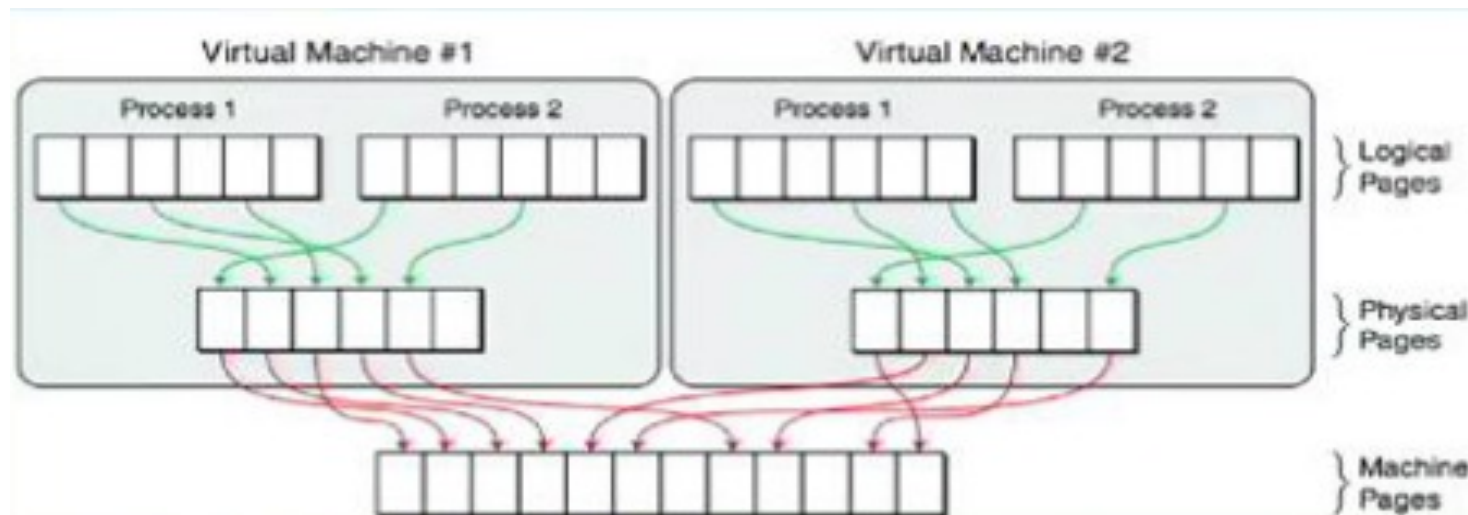 Virtual Machine #1
Virtual Machine #2
Process 1
Process 2
Process 1
Process 2
Logical
Pages
Physical
Pages
Machine
Pages